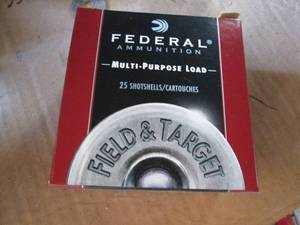 FEDERAL
AMMUNITION
MULTI-PURPOSE LOAD
25 SHOTSHELLS/CARTOUCHES
FIELD & TARGET